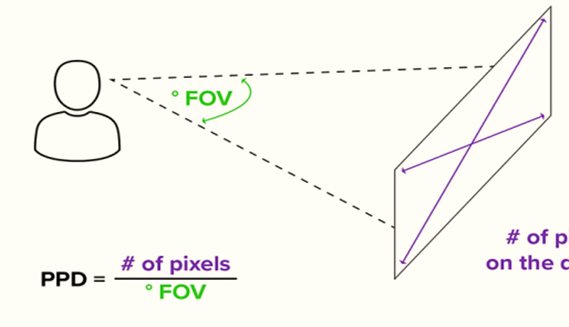 ° FOV
# of p
on the d
PPD = # of pixels
° FOV